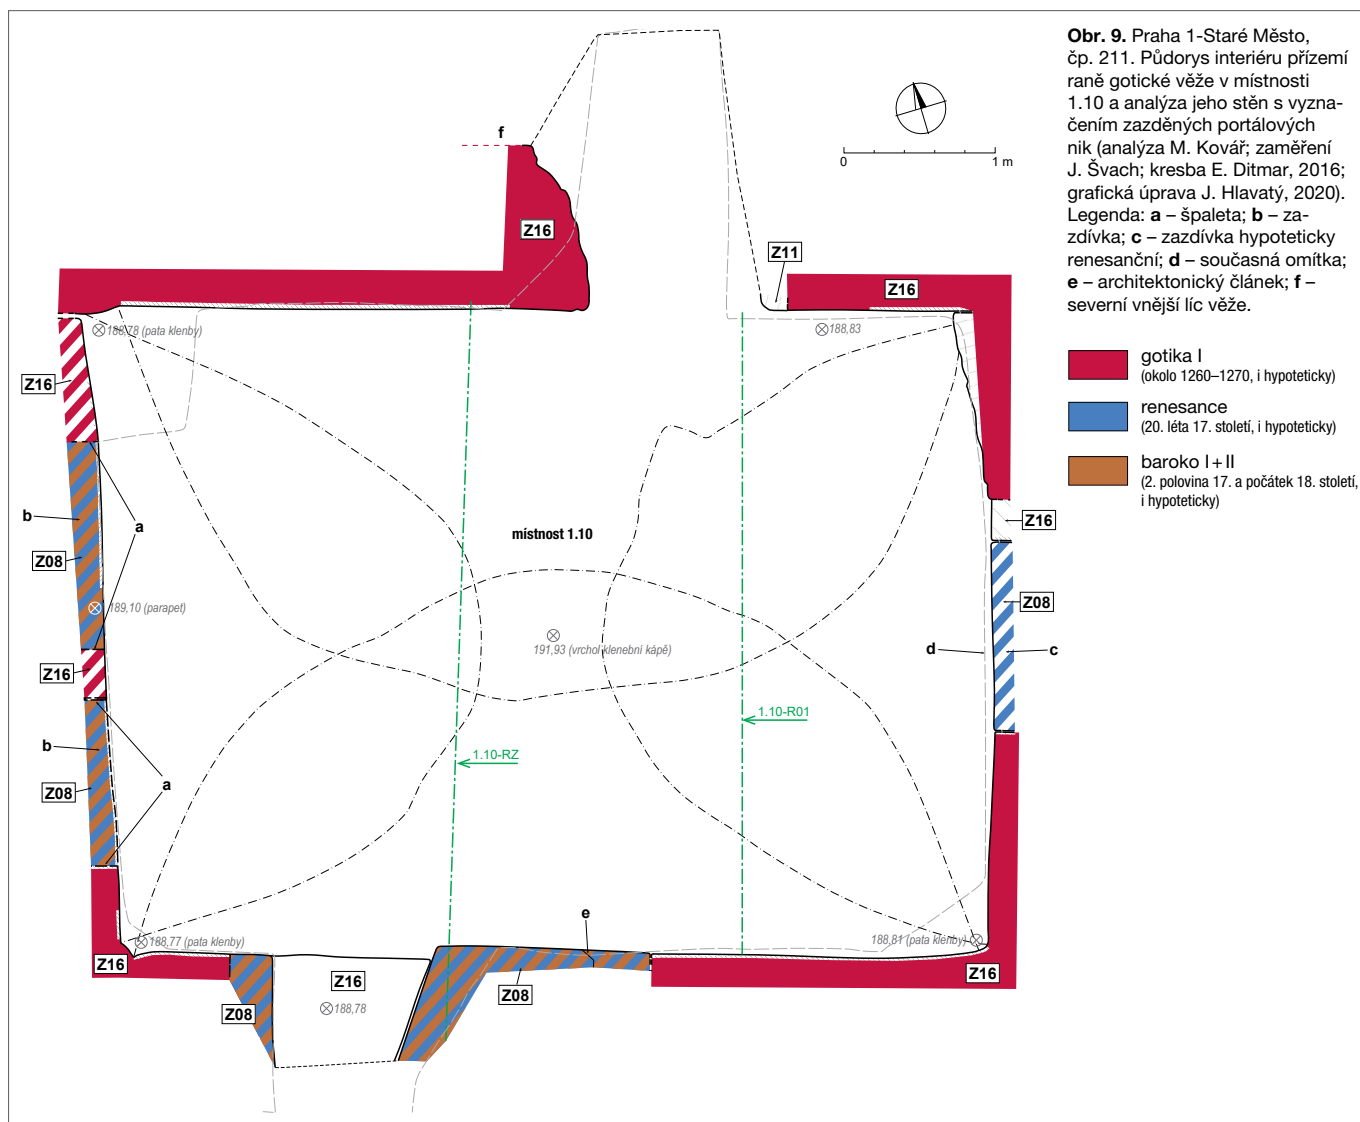 Obr. 9. Praha 1-Staré Město,
čp. 211. Půdorys interiéru přízemí
raně gotické věže v místnosti
1.10 a analýza jeho stěn s vyzna-
čením zazděných portálových
nik (analýza M. Kovář; zaměření
J. Švach; kresba E. Ditmar, 2016;
grafická úprava J. Hlavatý, 2020).
Legenda: a – špaleta; b – za-
zdívka; c – zazdívka hypoteticky
renesanční; d – současná omítka;
e – architektonický článek; f –
severní vnější líc věže.
gotika I
(okolo 1260–1270, i hypoteticky)
renesance
(20. léta 17. století, i hypoteticky)
baroko I+II
(2. polovina 17. a počátek 18. století,
i hypoteticky)
0
1 m
f
Z16
Z11
Z16
188,78 (pata klenby)
188,83
Z16
b
a
Z16
místnost 1.10
Z08
Z08
189,10 (parapet)
191,93 (vrchol klenební kápě)
d
c
Z16
1.10-R01
b
1.10-RZ
a
Z08
e
188,77 (pata klenby)
188,81 (pata klenby)
Z16
Z16
Z16
Z08
188,78
Z08